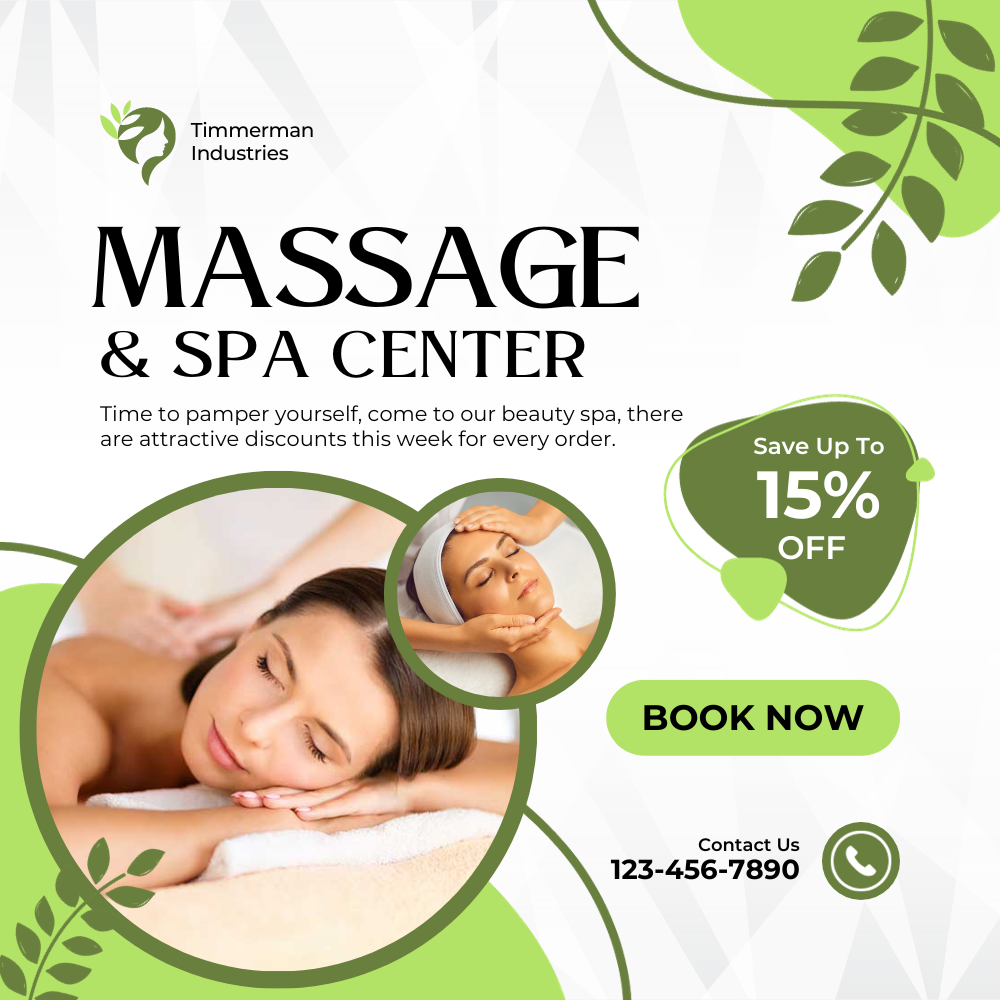 Timmerman
Industries
MASSAGE
& SPA CENTER
Time to pamper yourself, come to our beauty spa, there
are attractive discounts this week for every order.
Save Up To
15%
OFF
BOOK NOW
Contact Us
123-456-7890